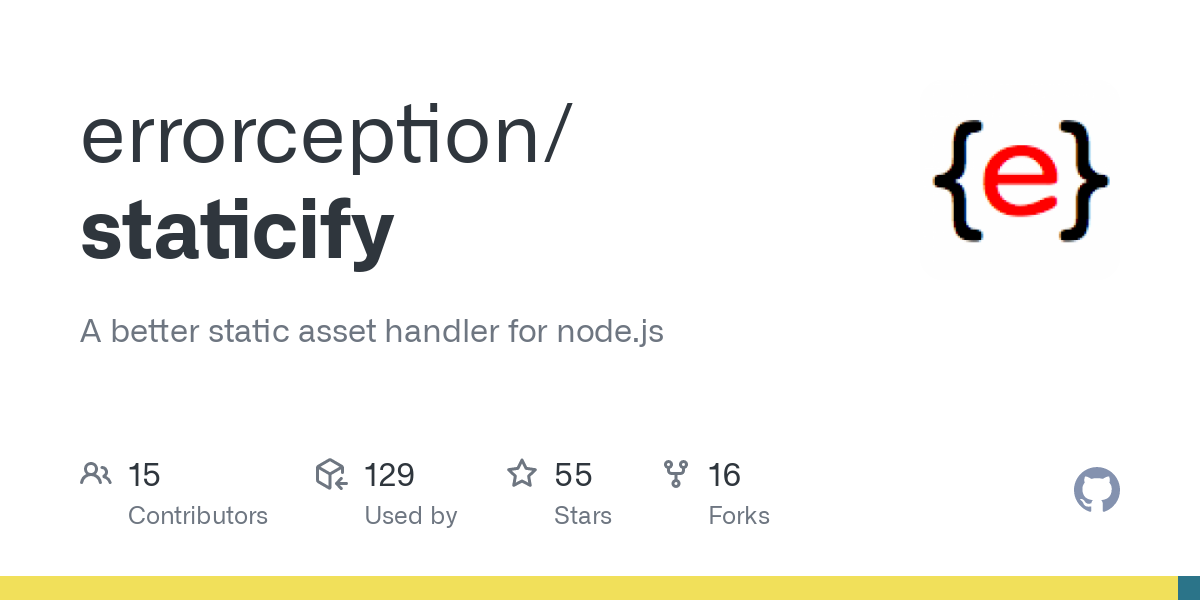 errorception/
staticify
{e}
A better static asset handler for node.js
15 129 55 16
Contributors Used by Stars Forks